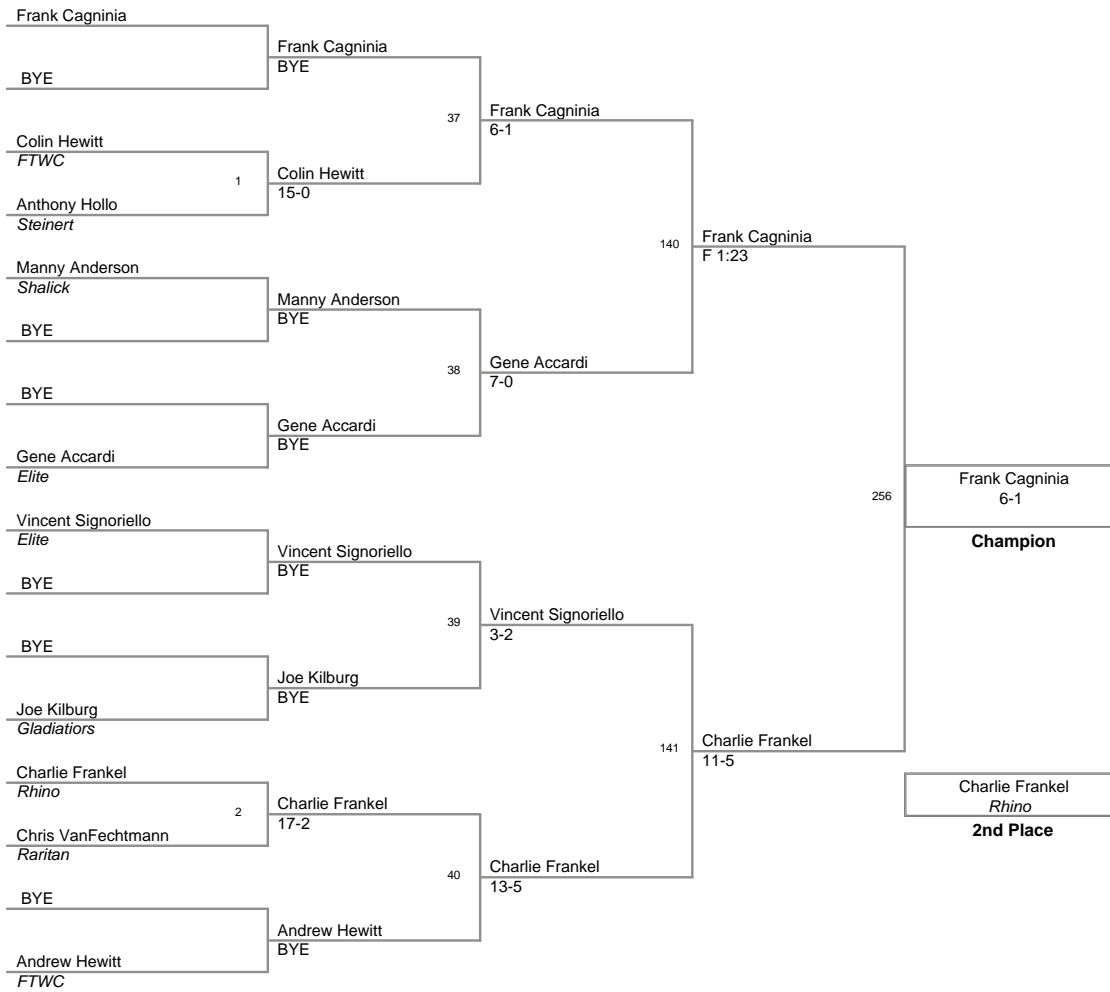 Frank Cagninia
BYE
Colin Hewitt
FTWC
1
Anthony Hollo
Steinert
Manny Anderson
Shalick
BYE
BYE
Gene Accardi
Elite
Vincent Signoriello
Elite
BYE
BYE
Joe Kilburg
Gladiatiors
Charlie Frankel
Rhino
2
Chris VanFechtmann
Raritan
BYE
Andrew Hewitt
FTWC
Frank Cagninia
BYE
37
Colin Hewitt
15-0
Manny Anderson
BYE
38
Gene Accardi
BYE
Vincent Signoriello
BYE
39
Joe Kilburg
BYE
Charlie Frankel
17-2
40
Andrew Hewitt
BYE
Frank Cagninia
6-1
140
Gene Accardi
7-0
Vincent Signoriello
3-2
141
Charlie Frankel
13-5
Frank Cagninia
F 1:23
256
Charlie Frankel
11-5
Frank Cagninia
6-1
Champion
Charlie Frankel
Rhino
2nd Place